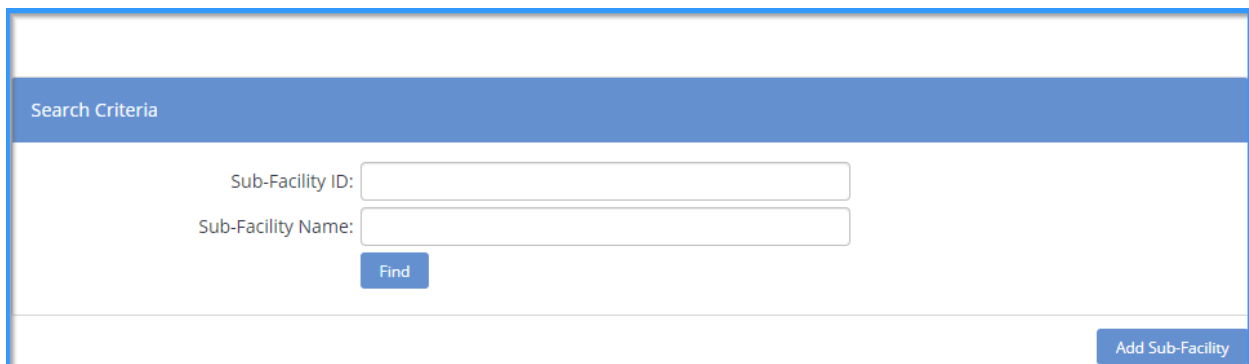 Search Criteria
Sub-Facility ID:
Sub-Facility Name:
Find
Add Sub-Facility